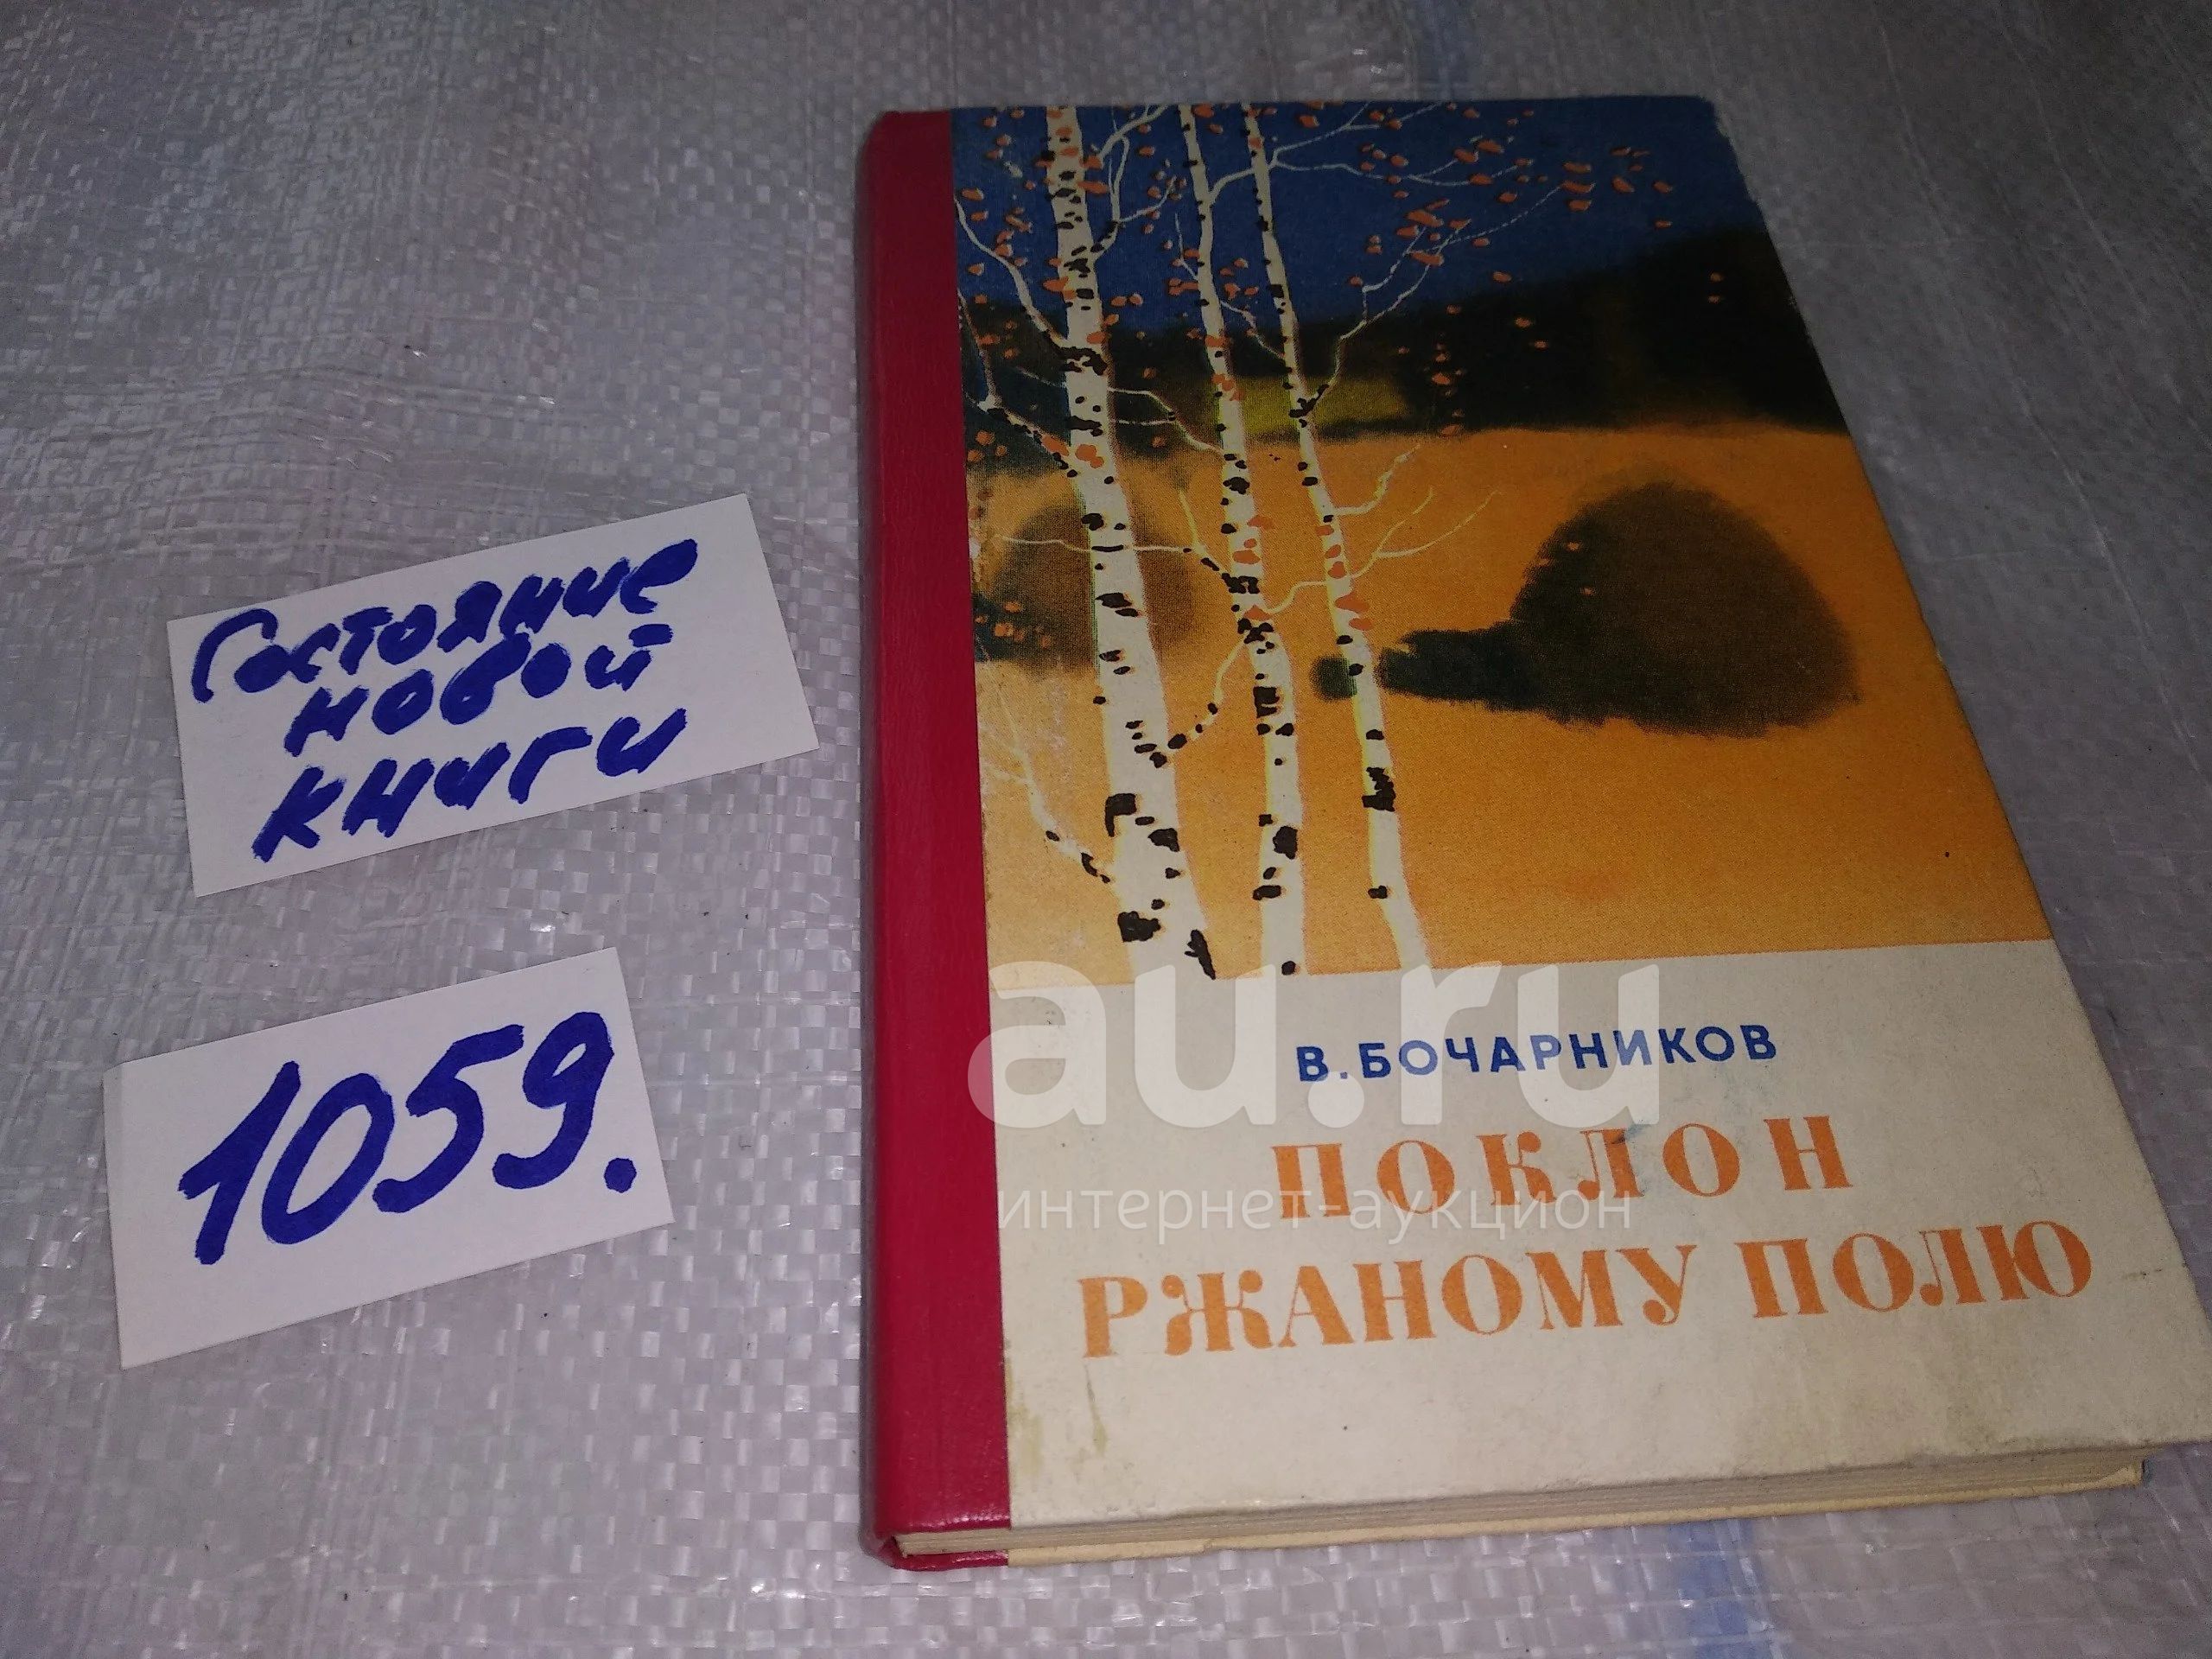 Состояние
новой
книги
1059.
au.ru
интернет-аукцион
В.БОЧАРНИКОВ
ПОКЛОН
РЖАНОМУ ПОЛЮ